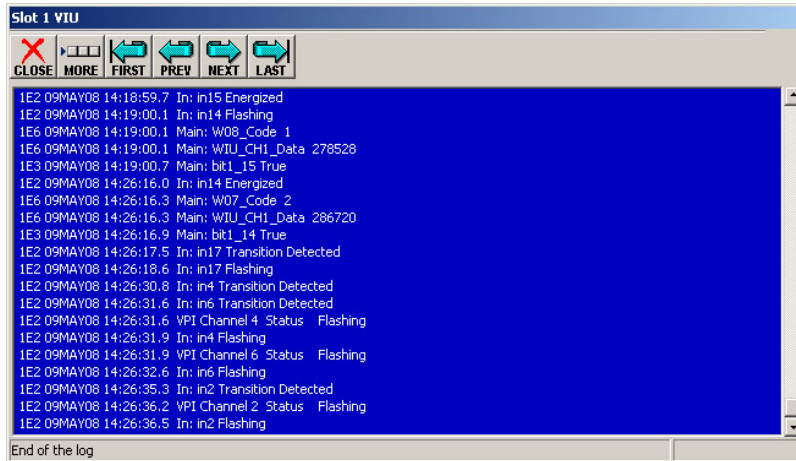 Slot 1 VIU
CLOSE MORE FIRST PREV NEXT LAST
1E2 09MAY08 14:18:59.7 In: in15 Energized
1E2 09MAY08 14:19:00.1 In: in14 Flashing
1E6 09MAY08 14:19:00.1 Main: W08_Code 1
1E6 09MAY08 14:19:00.1 Main: WIU_CH1_Data 278528
1E3 09MAY08 14:19:00.7 Main: bit1_15 True
1E2 09MAY08 14:26:16.0 In: in14 Energized
1E6 09MAY08 14:26:16.3 Main: W07_Code 2
1E6 09MAY08 14:26:16.3 Main: WIU_CH1_Data 286720
1E3 09MAY08 14:26:16.9 Main: bit1_14 True
1E2 09MAY08 14:26:17.5 In: in17 Transition Detected
1E2 09MAY08 14:26:18.6 In: in17 Flashing
1E2 09MAY08 14:26:30.8 In: in4 Transition Detected
1E2 09MAY08 14:26:31.6 In: in6 Transition Detected
1E2 09MAY08 14:26:31.6 VPI Channel 4 Status Flashing
1E2 09MAY08 14:26:31.9 In: in4 Flashing
1E2 09MAY08 14:26:31.9 VPI Channel 6 Status Flashing
1E2 09MAY08 14:26:32.6 In: in6 Flashing
1E2 09MAY08 14:26:35.3 In: in2 Transition Detected
1E2 09MAY08 14:26:36.2 VPI Channel 2 Status Flashing
1E2 09MAY08 14:26:36.5 In: in2 Flashing
End of the log